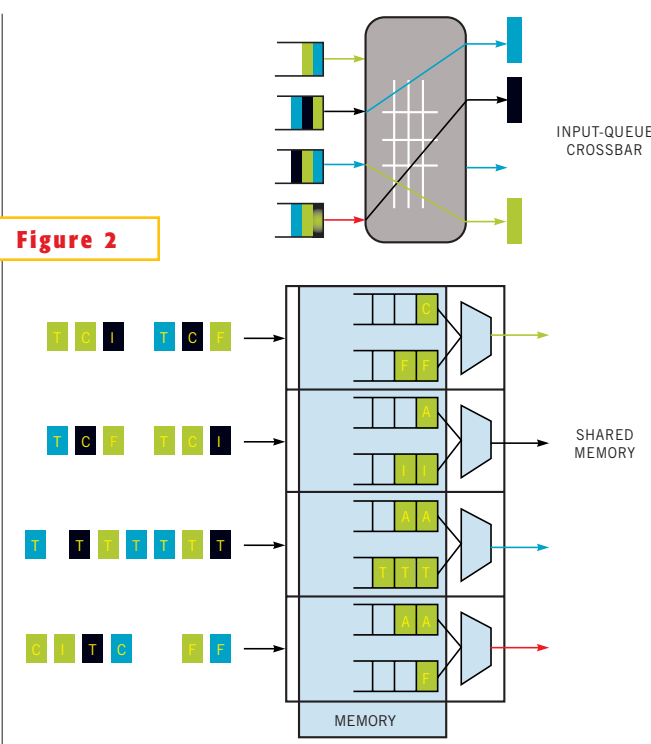 INPUT-QUEUE
CROSSBAR
Figure 2
T C I T C F
C
F F
T C F T C I
A
I I
SHARED
MEMORY
T T T T T T T
A A
T T T
C I T C F F
A A
F
MEMORY